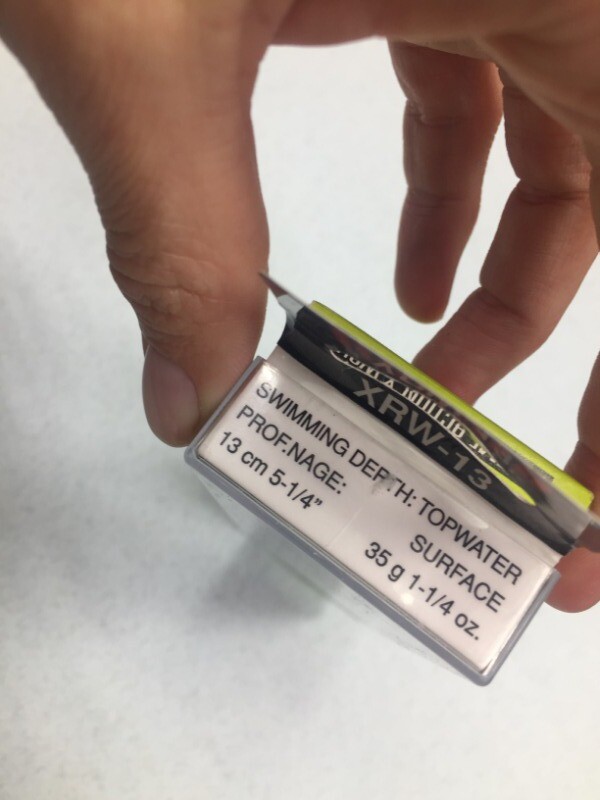 XRW-13
SWIMMING DEPTH: TOPWATER
PROF.NAGE: SURFACE
13 cm 5-1/4” 35 g 1-1/4 oz.